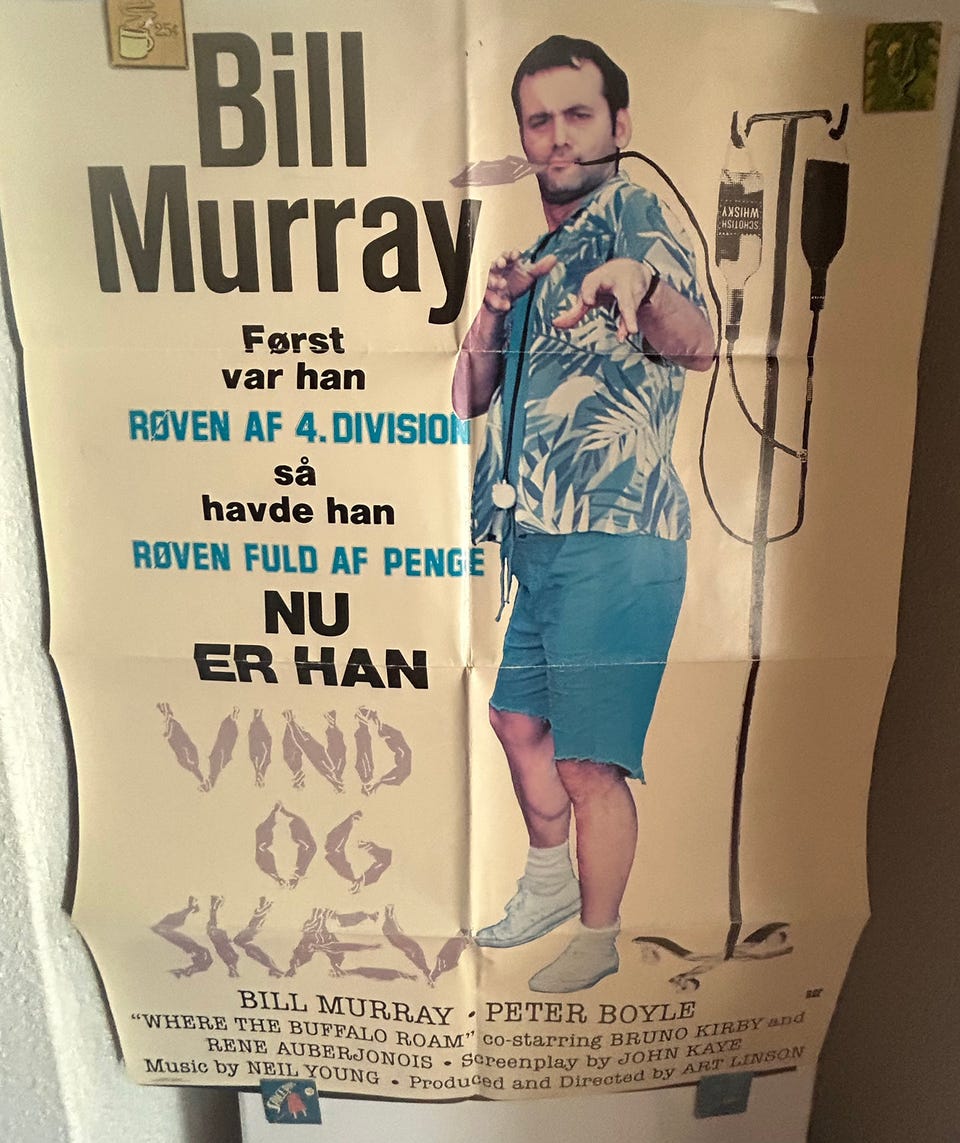 25¢
Bill
Murray
Først
var han
RØVEN AF 4. DIVISION
så
havde han
RØVEN FULD AF PENGE
NU
ER HAN
VIND
OG
SKÆV
SCHOTISH
WHISKY
BILL MURRAY • PETER BOYLE
"WHERE THE BUFFALO ROAM" co-starring BRUNO KIRBY and
RENE AUBERJONOIS • Screenplay by JOHN KAYE
Music by NEIL YOUNG • Produced and Directed by ART LINSON